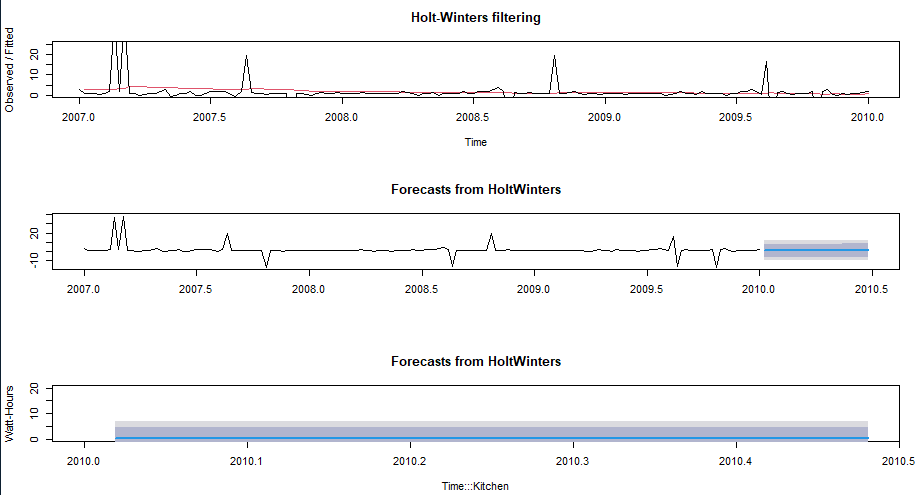 Holt-Winters filtering
Observed / Fitted
20
10
0
2007.0 2007.5 2008.0 2008.5 2009.0 2009.5 2010.0
Time
Forecasts from HoltWinters
20
-10
2007.0 2007.5 2008.0 2008.5 2009.0 2009.5 2010.0 2010.5
Forecasts from HoltWinters
Watt-Hours
20
10
0
2010.0 2010.1 2010.2 2010.3 2010.4 2010.5
Time:::Kitchen